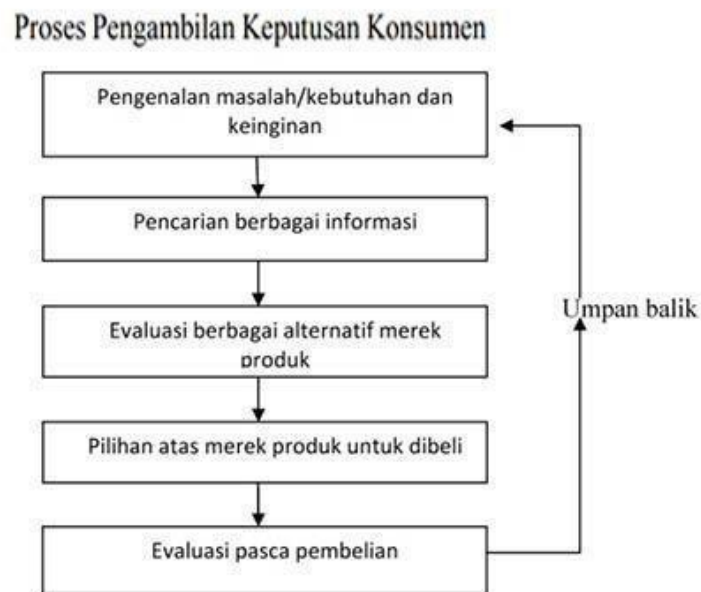 Proses Pengambilan Keputusan Konsumen
Pengenalan masalah/kebutuhan dan
keinginan
Pencarian berbagai informasi
Evaluasi berbagai alternatif merek
produk
Umpan balik
Pilihan atas merek produk untuk dibeli
Evaluasi pasca pembelian